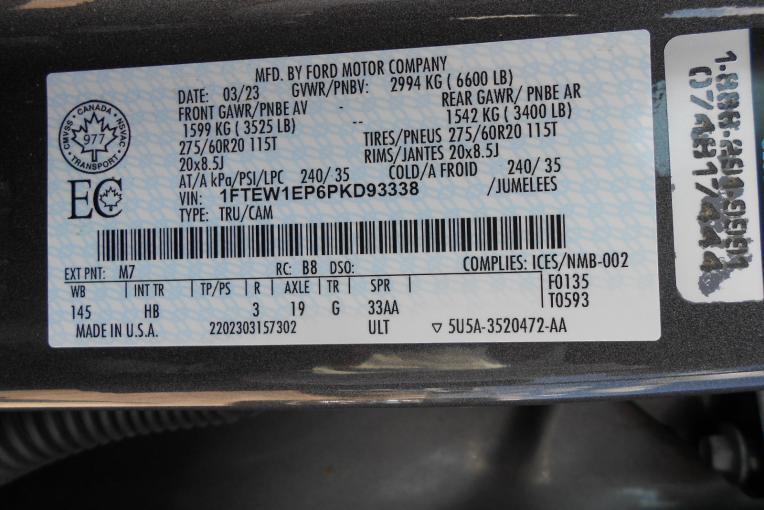 MFD. BY FORD MOTOR COMPANY
DATE: 03/23 GVWR/PNBV: 2994 KG ( 6600 LB)
FRONT GAWR/PNBE AV - REAR GAWR/ PNBE AR
1599 KG ( 3525 LB) -- 1542 KG ( 3400 LB)
275/60R20 115T TIRES/PNEUS 275/60R20 115T
20x8.5J RIMS/JANTES 20x8.5J
AT/A kPa/PSI/LPC 240/ 35 COLD/A FROID 240/ 35
VIN: 1FTEW1EP6PKD93338 /JUMELEES
TYPE: TRU/CAM
CMVSS • CANADA • NSVAC
977
TRANSPORT
EC
EXT PNT: M7 RC: B8 DSO: COMPLIES: ICES/NMB-002
WB INT TR TP/PS R AXLE TR SPR F0135
145 HB 3 19 G 33AA T0593
MADE IN U.S.A. 2202303157302 ULT ▽ 5U5A-3520472-AA